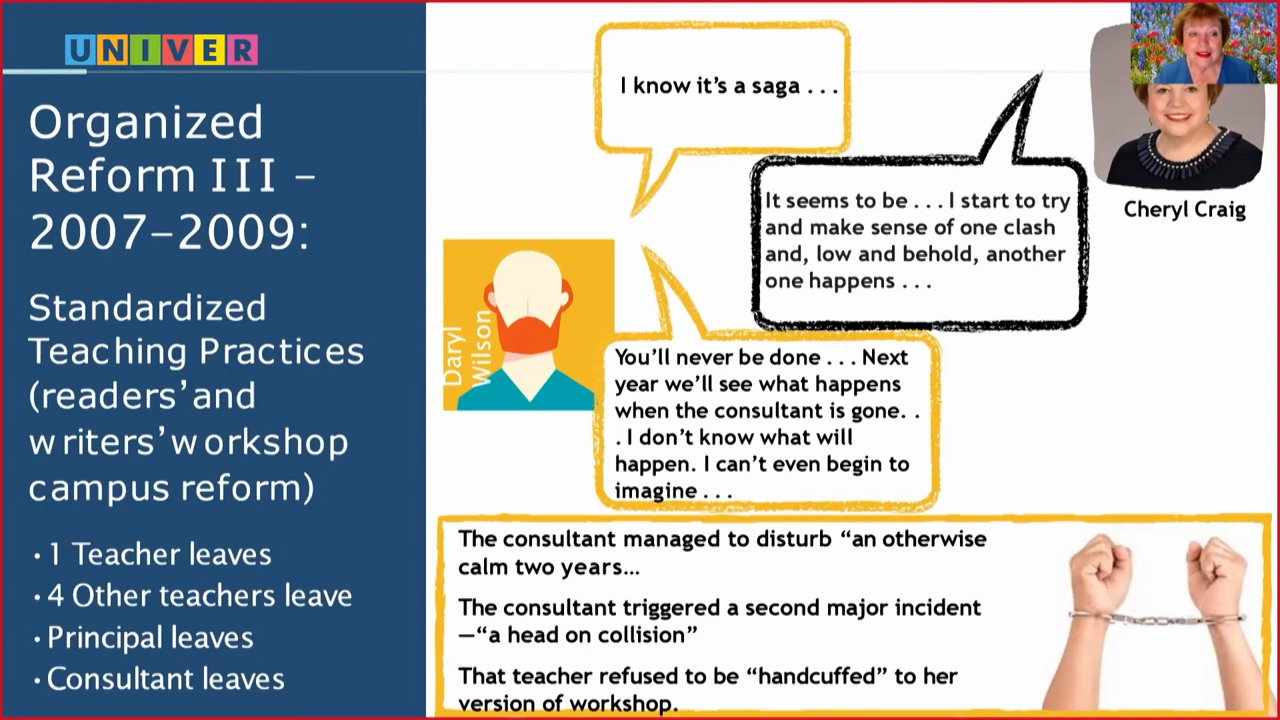 UNIVER
Organized
Reform III –
2007–2009:
Standardized
Teaching Practices
(readers’ and
writers’ workshop
campus reform)
• 1 Teacher leaves
• 4 Other teachers leave
• Principal leaves
• Consultant leaves
I know it’s a saga . . .
It seems to be . . . I start to try
and make sense of one clash
and, low and behold, another
one happens . . .
Cheryl Craig
Daryl
Wilson
You’ll never be done . . . Next
year we’ll see what happens
when the consultant is gone. .
. I don’t know what will
happen. I can’t even begin to
imagine . . .
The consultant managed to disturb “an otherwise
calm two years…
The consultant triggered a second major incident
—“a head on collision”
That teacher refused to be “handcuffed” to her
version of workshop.